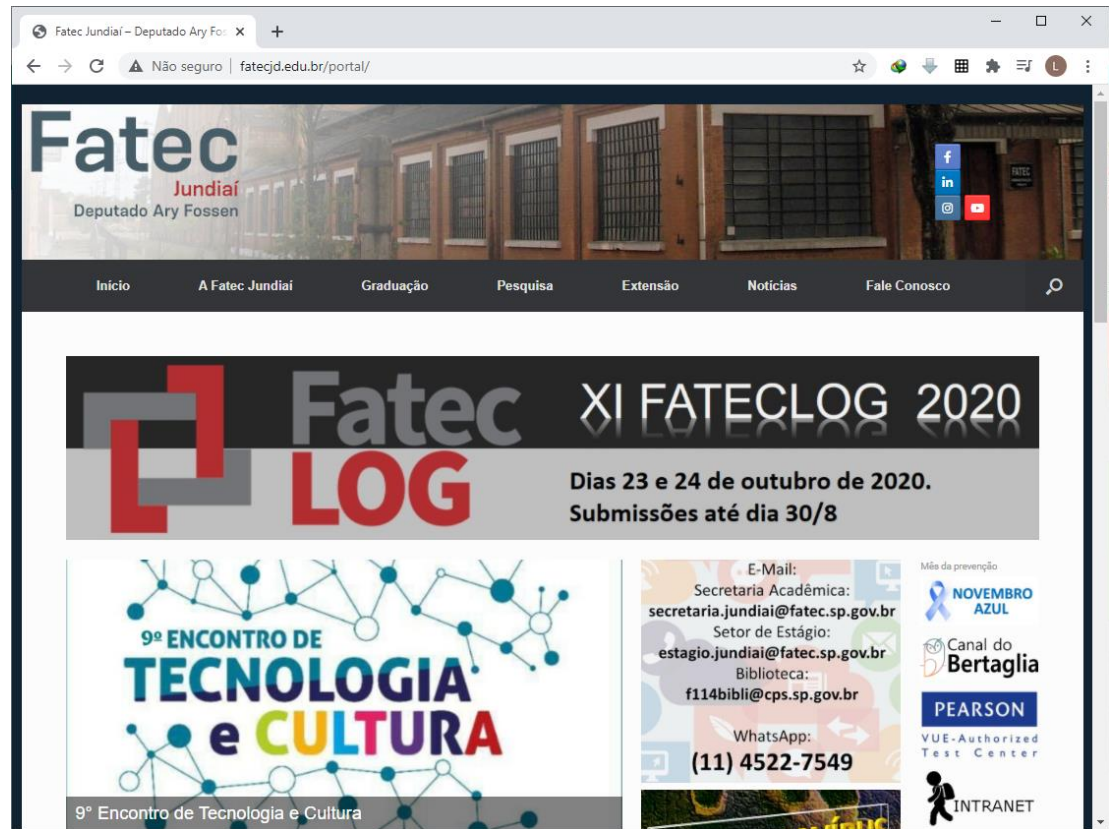 Fatec Jundiaí – Deputado Ary Fos
Não seguro | fatecjd.edu.br/portal/
L
Fatec
Jundiaí
Deputado Ary Fossen
f
in
FATEC
Início A Fatec Jundiaí Graduação Pesquisa Extensão Notícias Fale Conosco
Fatec
LOG
XI FATECLOG 2020
Dias 23 e 24 de outubro de 2020.
Submissões até dia 30/8
9º ENCONTRO DE
TECNOLOGIA
e CULTURA
9° Encontro de Tecnologia e Cultura
E-Mail:
Secretaria Acadêmica:
secretaria.jundiai@fatec.sp.gov.br
Setor de Estágio:
estagio.jundiai@fatec.sp.gov.br
Biblioteca:
f114bibli@cps.sp.gov.br
WhatsApp:
(11) 4522-7549
Mês da prevenção
NOVEMBRO
AZUL
Canal do
Bertaglia
PEARSON
VUE-Authorized
Test Center
INTRANET